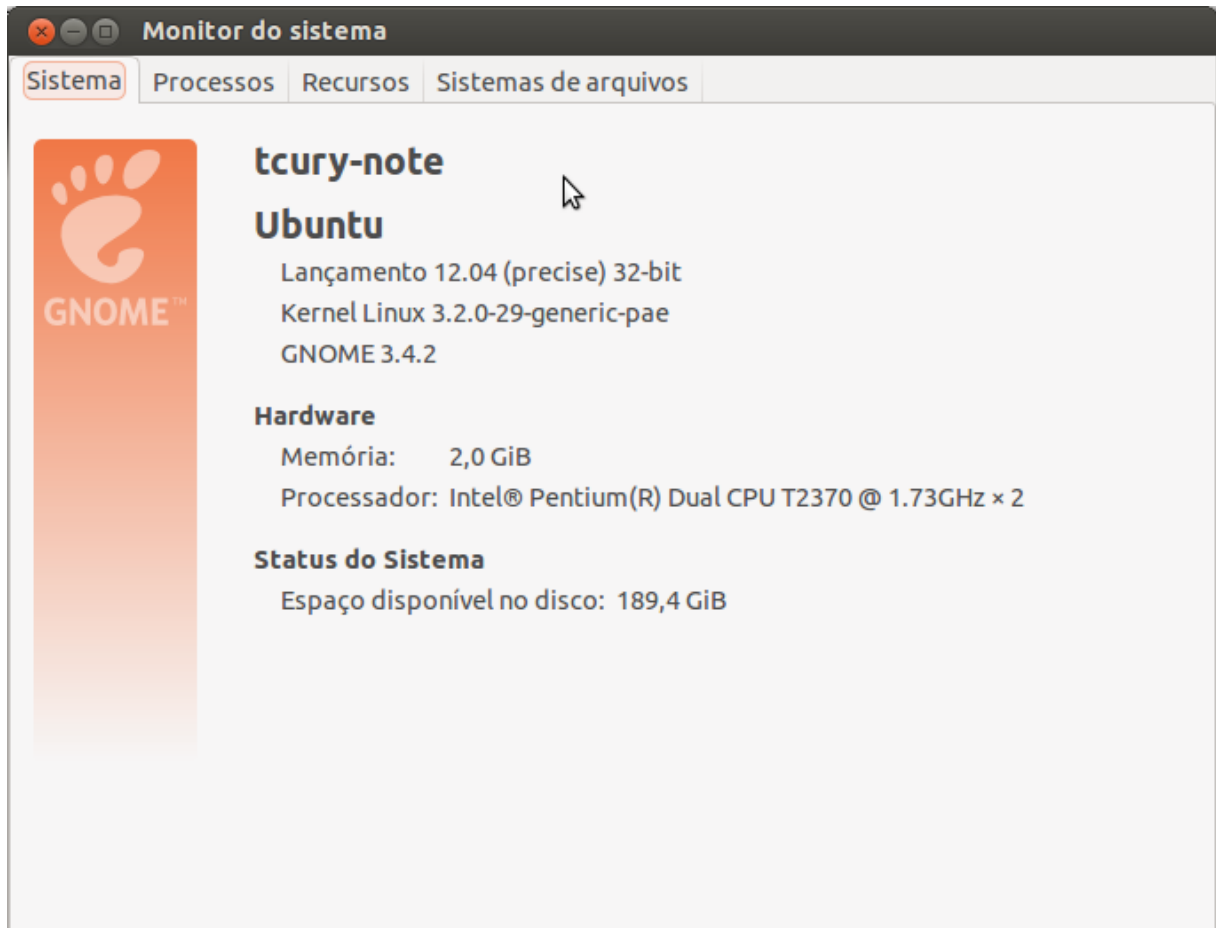 Monitor do sistema
Sistema Processos Recursos Sistemas de arquivos
GNOME™
tcury-note
Ubuntu
Lançamento 12.04 (precise) 32-bit
Kernel Linux 3.2.0-29-generic-pae
GNOME 3.4.2
Hardware
Memória: 2,0 GiB
Processador: Intel® Pentium(R) Dual CPU T2370 @ 1.73GHz × 2
Status do Sistema
Espaço disponível no disco: 189,4 GiB